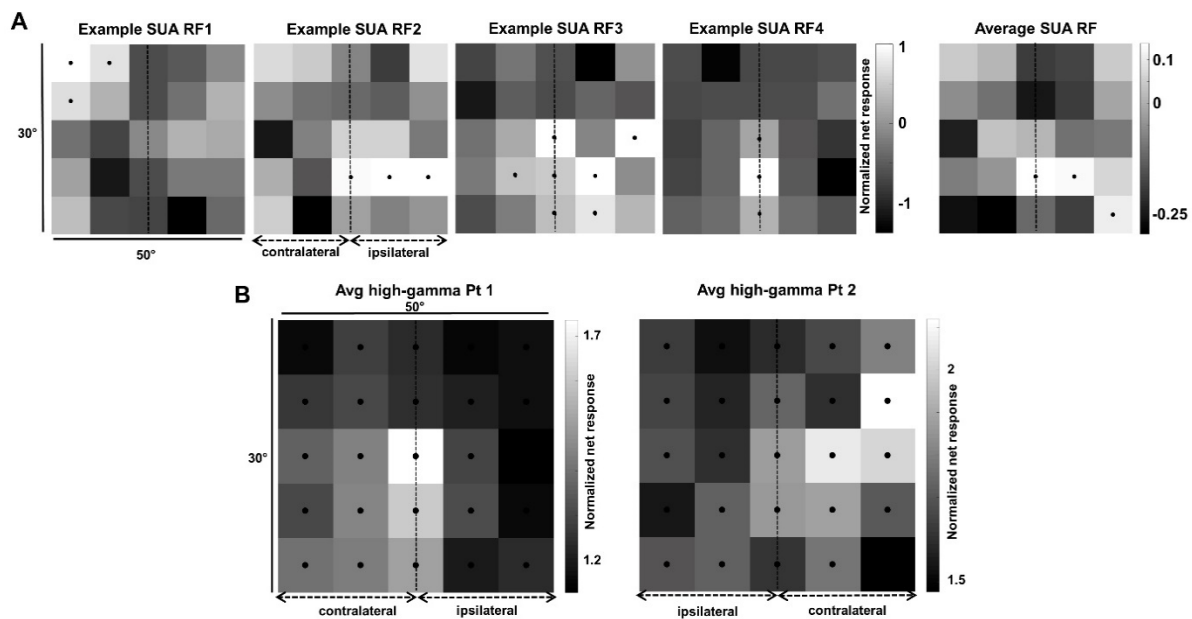 A
Example SUA RF1 Example SUA RF2 Example SUA RF3 Example SUA RF4 Average SUA RF
30°
50°
contralateral ipsilateral
Normalized net response
1
0
-1
0.1
0
-0.25
B
Avg high-gamma Pt 1 Avg high-gamma Pt 2
50°
30°
contralateral ipsilateral
Normalized net response
1.7
1.2
ipsilateral contralateral
Normalized net response
2
1.5